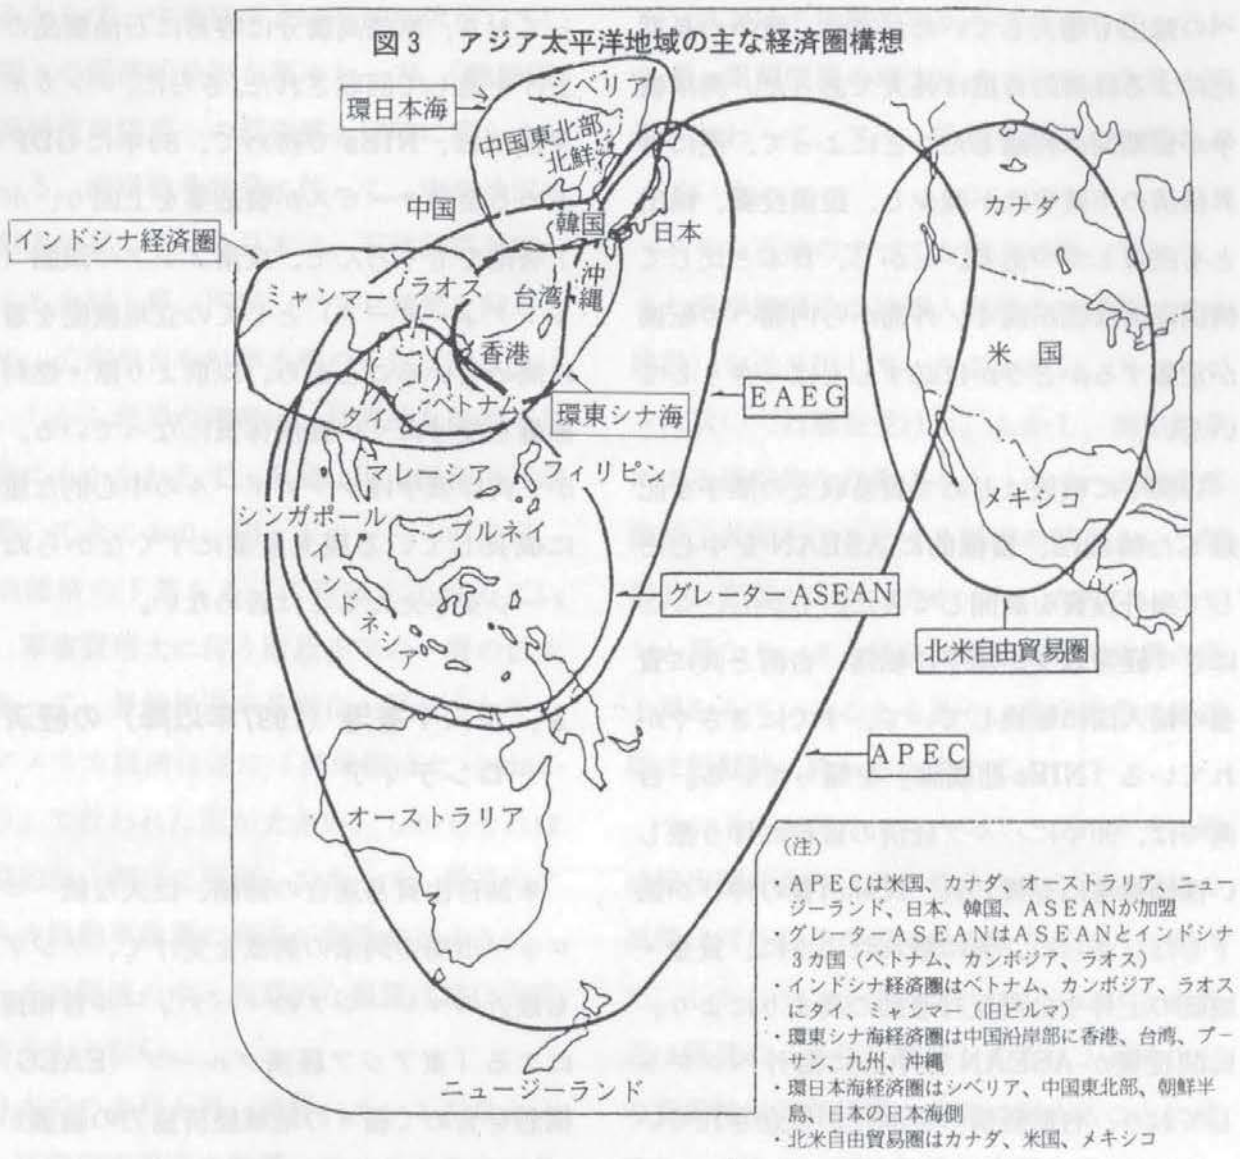 図3 アジア太平洋地域の主な経済圏構想
環日本海
シベリア
中国東北部
北鮮
中国
韓国
日本
インドシナ経済圏
ミャンマー
ラオス
台湾
沖縄
香港
カンボジア
ベトナム
タイ
環東シナ海
EAEG
カナダ
米国
メキシコ
マレーシア
フィリピン
シンガポール
ブルネイ
インドネシア
グレーターASEAN
北米自由貿易圏
APEC
オーストラリア
ニュージーランド
(注)
・APECは米国、カナダ、オーストラリア、ニュー
ジーランド、日本、韓国、ASEANが加盟
・グレーターASEANはASEANとインドシナ
3カ国(ベトナム、カンボジア、ラオス)
・インドシナ経済圏はベトナム、カンボジア、ラオス
にタイ、ミャンマー(旧ビルマ)
・環東シナ海経済圏は中国沿岸部に香港、台湾、プー
サン、九州、沖縄
・環日本海経済圏はシベリア、中国東北部、朝鮮半
島、日本の日本海側
・北米自由貿易圏はカナダ、米国、メキシコ